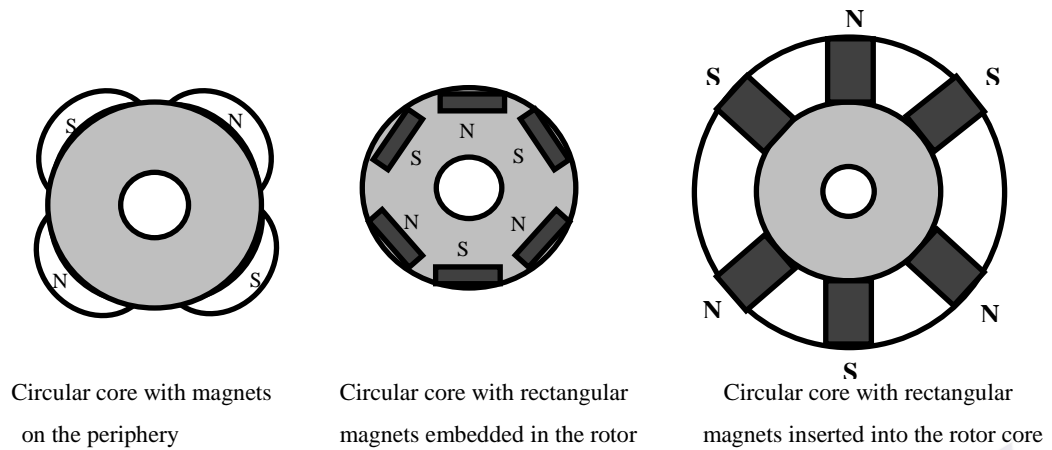 S
N
N
S
N
S
S
N
N
S
N
S
S
N
N
S
Circular core with magnets
on the periphery
Circular core with rectangular
magnets embedded in the rotor
Circular core with rectangular
magnets inserted into the rotor core